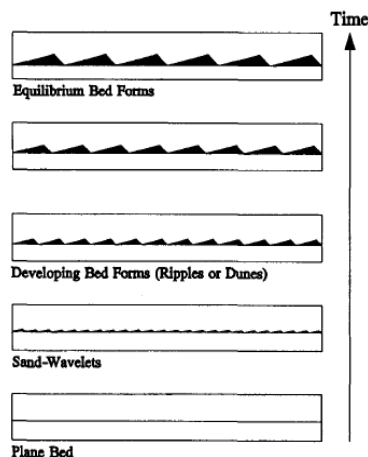 Time
Equilibrium Bed Forms
Developing Bed Forms (Ripples or Dunes)
Sand-Wavelets
Plane Bed